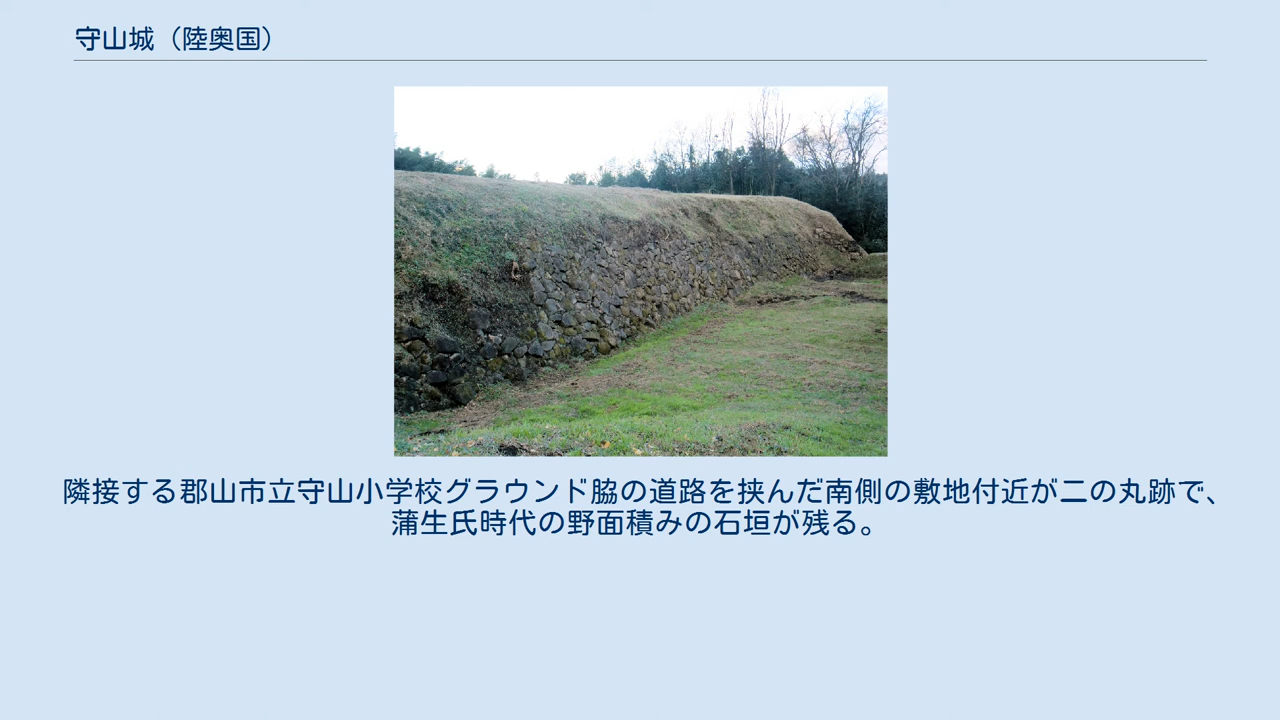 守山城（陸奥国）
隣接する郡山市立守山小学校グラウンド脇の道路を挟んだ南側の敷地付近が二の丸跡で、
蒲生氏時代の野面積みの石垣が残る。